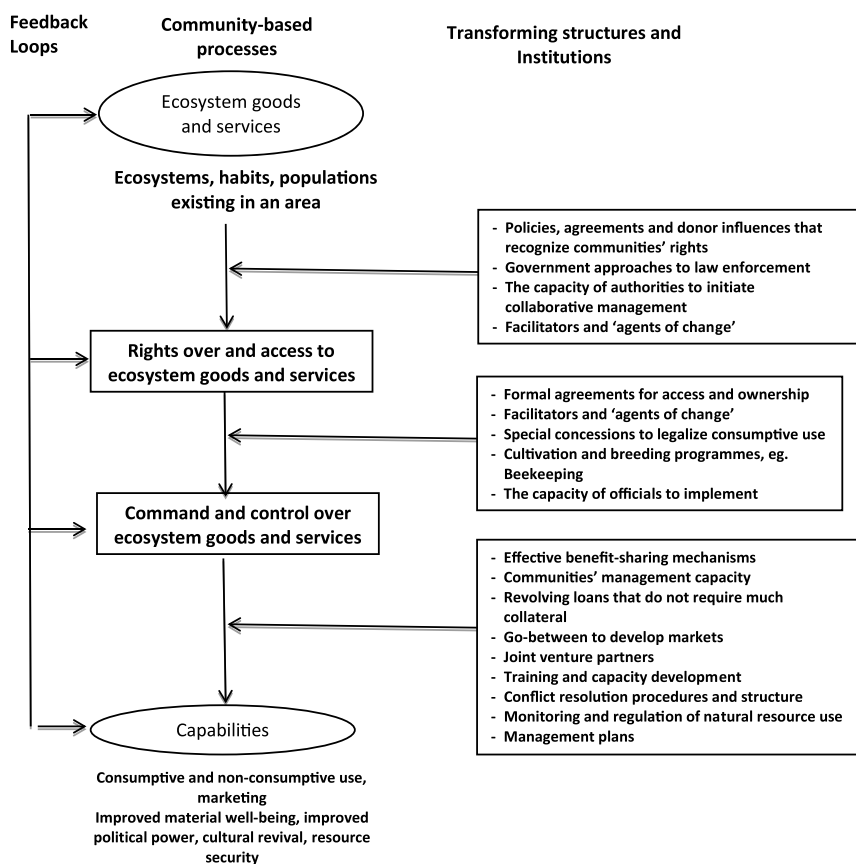 Feedback
Loops
Community-based
processes
Transforming structures and
Institutions
Ecosystem goods
and services
Ecosystems, habits, populations
existing in an area
- Policies, agreements and donor influences that
recognize communities’ rights
- Government approaches to law enforcement
- The capacity of authorities to initiate
collaborative management
- Facilitators and ‘agents of change’
Rights over and access to
ecosystem goods and services
- Formal agreements for access and ownership
- Facilitators and ‘agents of change’
- Special concessions to legalize consumptive use
- Cultivation and breeding programmes, eg.
Beekeeping
- The capacity of officials to implement
Command and control over
ecosystem goods and services
- Effective benefit-sharing mechanisms
- Communities’ management capacity
- Revolving loans that do not require much
collateral
- Go-between to develop markets
- Joint venture partners
- Training and capacity development
- Conflict resolution procedures and structure
- Monitoring and regulation of natural resource use
- Management plans
Capabilities
Consumptive and non-consumptive use,
marketing
Improved material well-being, improved
political power, cultural revival, resource
security